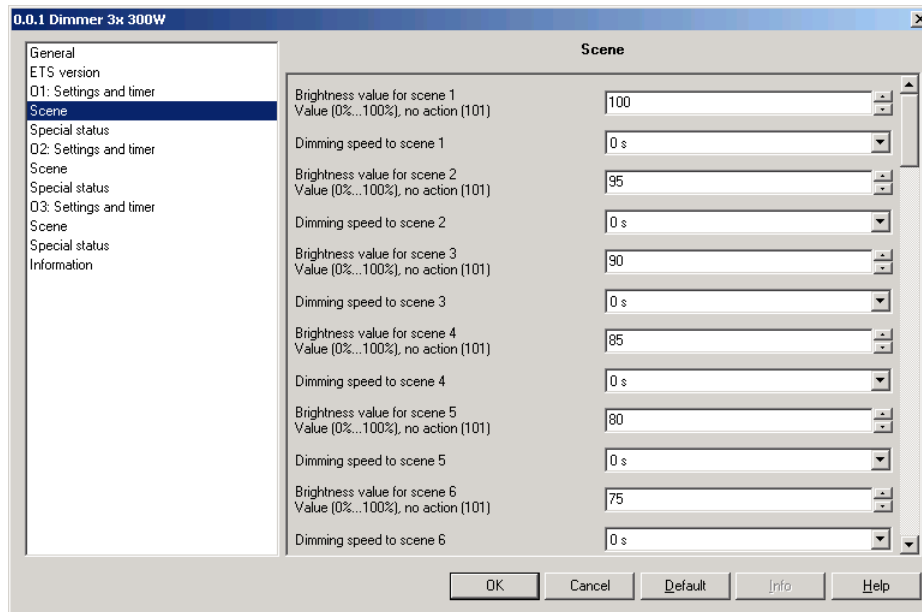 0.0.1 Dimmer 3x 300W
General
ETS version
O1: Settings and timer
Scene
Special status
O2: Settings and timer
Scene
Special status
O3: Settings and timer
Scene
Special status
Information
Scene
Brightness value for scene 1
Value (0%...100%), no action (101)
100
Dimming speed to scene 1
0 s
Brightness value for scene 2
Value (0%...100%), no action (101)
95
Dimming speed to scene 2
0 s
Brightness value for scene 3
Value (0%...100%), no action (101)
90
Dimming speed to scene 3
0 s
Brightness value for scene 4
Value (0%...100%), no action (101)
85
Dimming speed to scene 4
0 s
Brightness value for scene 5
Value (0%...100%), no action (101)
80
Dimming speed to scene 5
0 s
Brightness value for scene 6
Value (0%...100%), no action (101)
75
Dimming speed to scene 6
0 s
OK Cancel Default Info Help